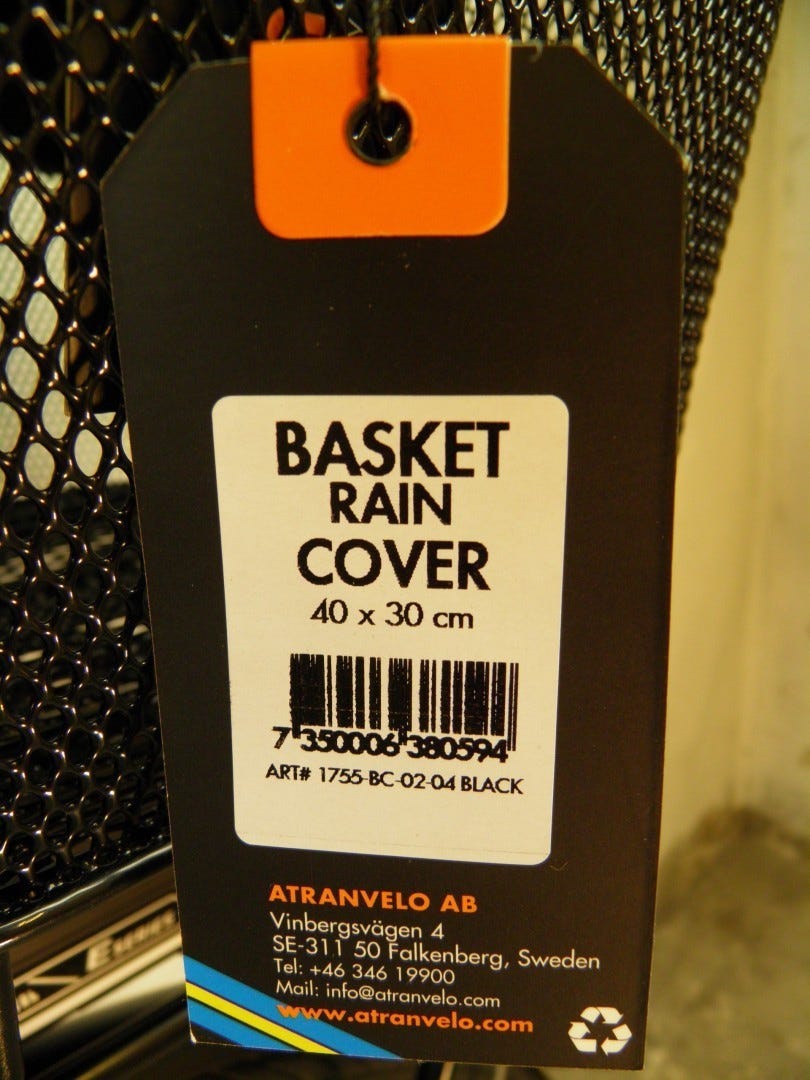 BASKET
RAIN
COVER
40 x 30 cm
7 350006 380594
ART# 1755-BC-02-04 BLACK
ATRANVELO AB
Vinbergsvägen 4
SE-311 50 Falkenberg, Sweden
Tel: +46 346 19900
Mail: info@atranvelo.com
www.atranvelo.com